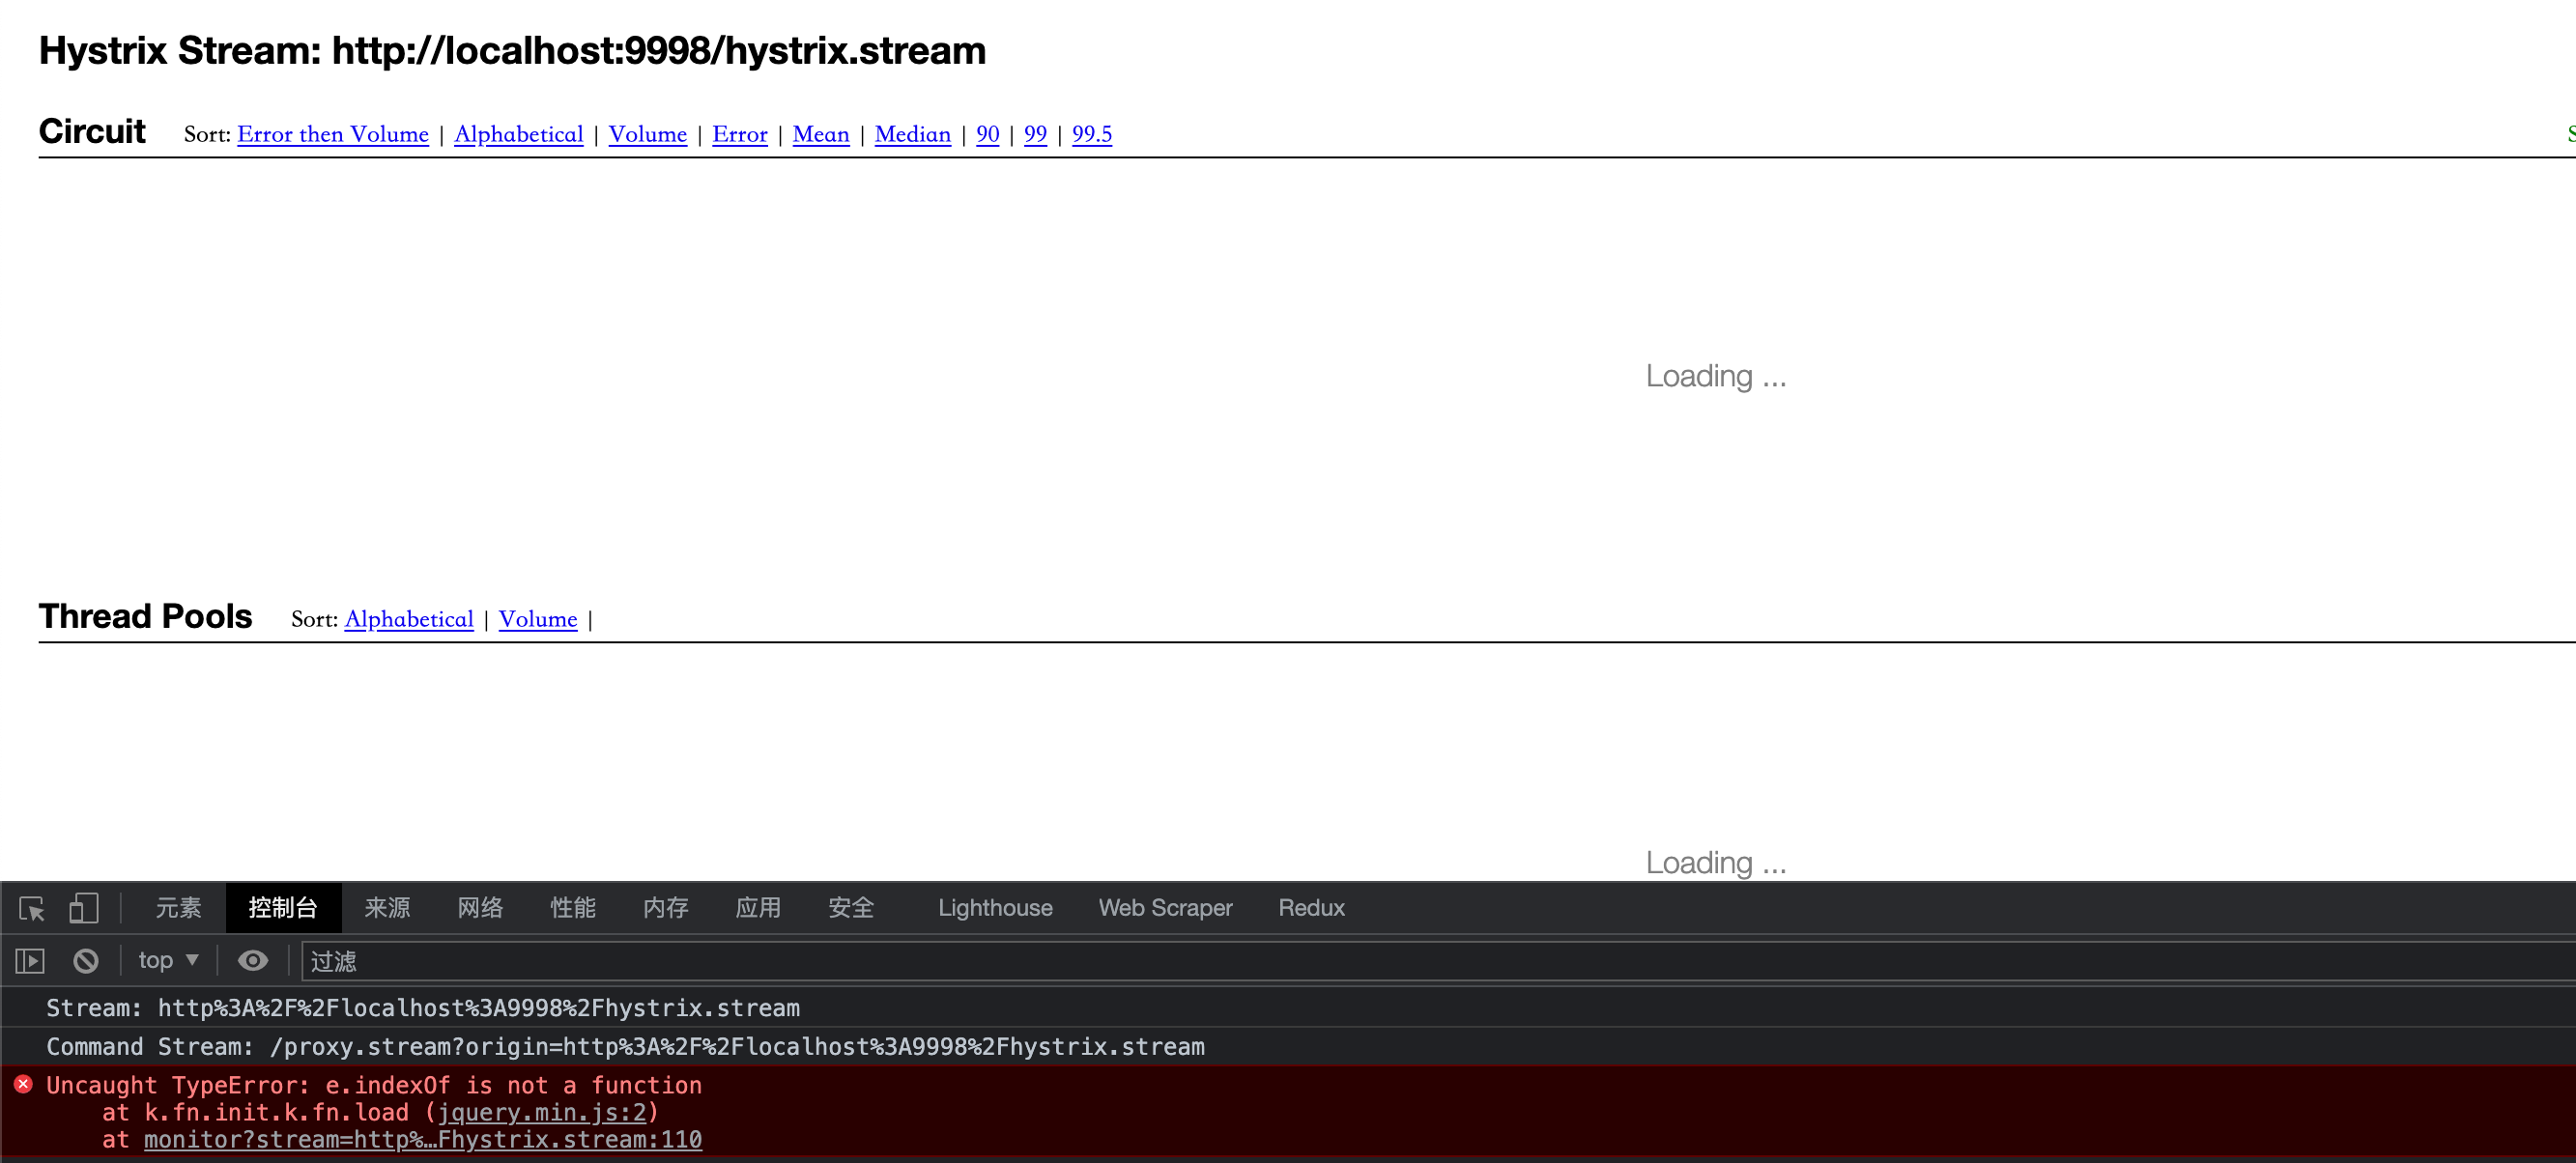 Hystrix Stream: http://localhost:9998/hystrix.stream
Circuit Sort: Error then Volume | Alphabetical | Volume | Error | Mean | Median | 90 | 99 | 99.5
Loading ...
Thread Pools Sort: Alphabetical | Volume |
Loading ...
元素 控制台 来源 网络 性能 内存 应用 安全 Lighthouse Web Scraper Redux
top 过滤
Stream: http%3A%2F%2Flocalhost%3A9998%2Fhystrix.stream
Command Stream: /proxy.stream?origin=http%3A%2F%2Flocalhost%3A9998%2Fhystrix.stream
Uncaught TypeError: e.indexOf is not a function
at k.fn.init.k.fn.load (jquery.min.js:2)
at monitor?stream=http%…Fhystrix.stream:110